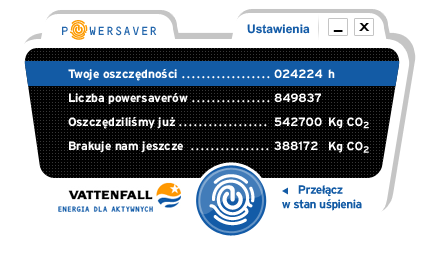 POWERSAVER
Ustawienia
Twoje oszczędności .................. 024224 h
Liczba powersaverów ................ 849837
Oszczędziliśmy już .................. 542700 Kg CO₂
Brakuje nam jeszcze ................ 388172 Kg CO₂
VATTENFALL
ENERGIA DLA AKTYWNYCH
Przełącz
w stan uśpienia